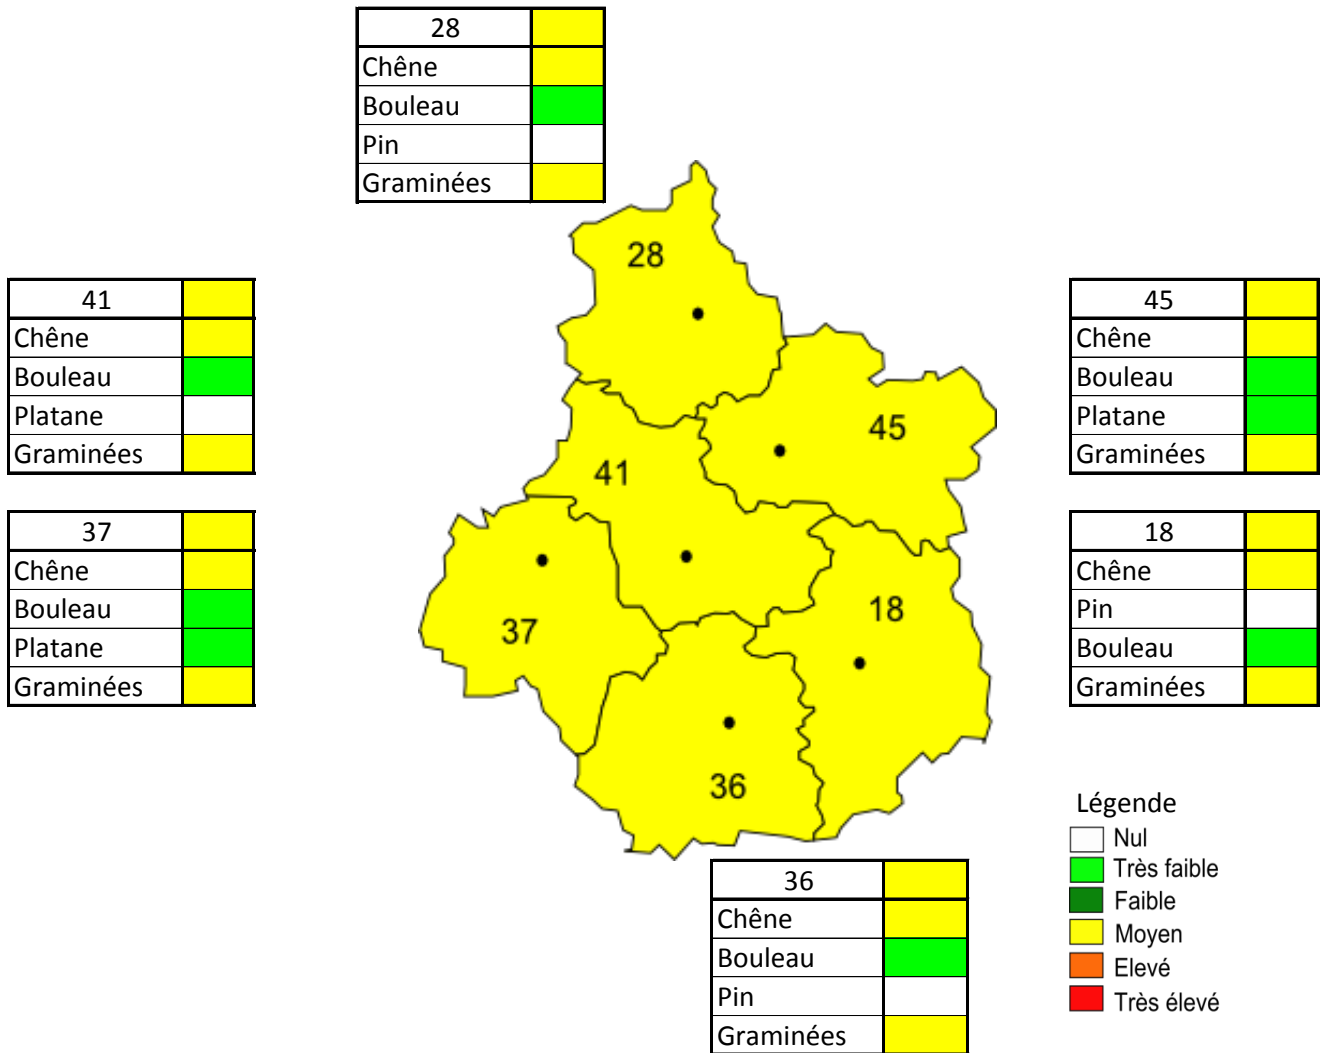 28
Chêne
Bouleau
Pin
Graminées
28
41
Chêne
Bouleau
Platane
Graminées
45
Chêne
Bouleau
Platane
Graminées
45
41
37
Chêne
Bouleau
Platane
Graminées
18
Chêne
Pin
Bouleau
Graminées
18
37
36
Légende
Nul
Très faible
Faible
Moyen
Elevé
Très élevé
36
Chêne
Bouleau
Pin
Graminées